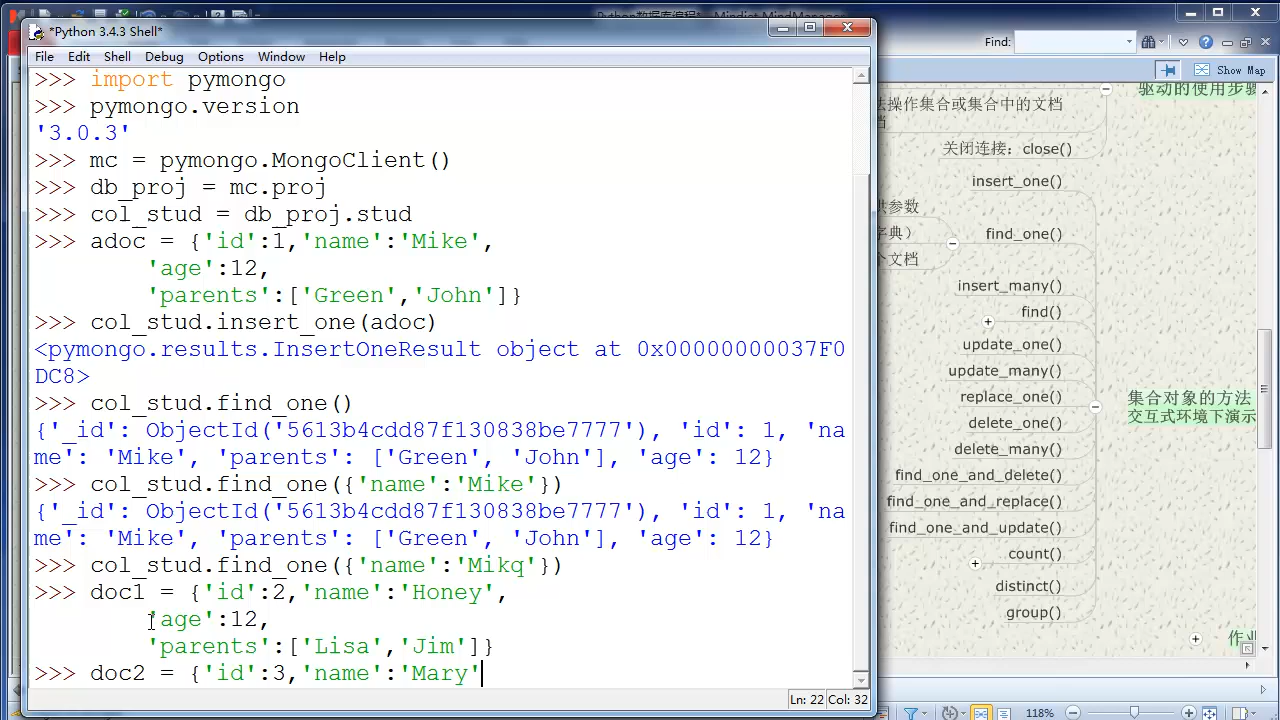 *Python 3.4.3 Shell*
File Edit Shell Debug Options Window Help
>>> import pymongo
>>> pymongo.version
'3.0.3'
>>> mc = pymongo.MongoClient()
>>> db_proj = mc.proj
>>> col_stud = db_proj.stud
>>> adoc = {'id':1,'name':'Mike',
'age':12,
'parents':['Green','John']}
>>> col_stud.insert_one(adoc)
<pymongo.results.InsertOneResult object at 0x00000000037F0
DC8>
>>> col_stud.find_one()
{'_id': ObjectId('5613b4cdd87f130838be7777'), 'id': 1, 'na
me': 'Mike', 'parents': ['Green', 'John'], 'age': 12}
>>> col_stud.find_one({'name':'Mike'})
{'_id': ObjectId('5613b4cdd87f130838be7777'), 'id': 1, 'na
me': 'Mike', 'parents': ['Green', 'John'], 'age': 12}
>>> col_stud.find_one({'name':'Mikq'})
>>> doc1 = {'id':2,'name':'Honey',
'age':12,
'parents':['Lisa','Jim']}
>>> doc2 = {'id':3,'name':'Mary'
Ln: 22 Col: 32
Find:
Show Map
驱动的使用步骤
法操作集合或集合中的文档
档
关闭连接：close()
insert_one()
供参数
字典）
find_one()
个文档
insert_many()
find()
update_one()
update_many()
replace_one()
delete_one()
delete_many()
find_one_and_delete()
find_one_and_replace()
find_one_and_update()
count()
distinct()
group()
集合对象的方法
交互式环境下演示
作业
118%